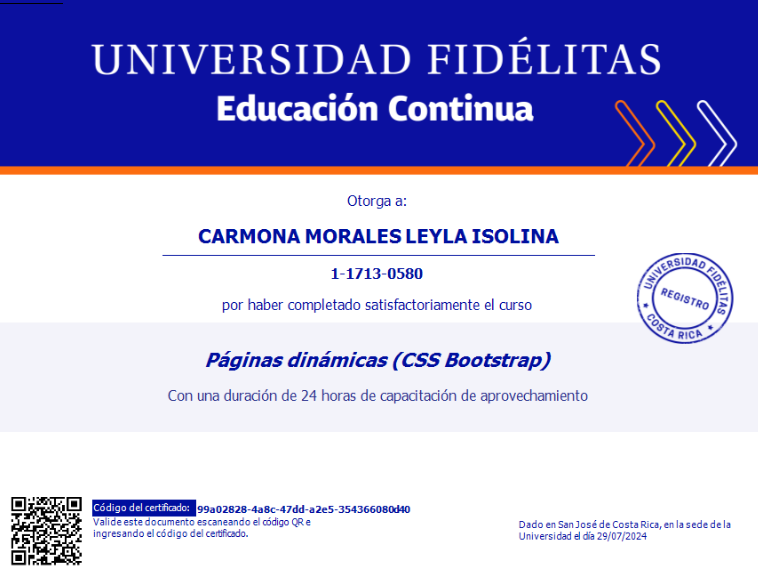 UNIVERSIDAD FIDÉLITAS
Educación Continua
Otorga a:
CARMONA MORALES LEYLA ISOLINA
1-1713-0580
por haber completado satisfactoriamente el curso
UNIVERSIDAD FIDÉLITAS
REGISTRO
COSTA RICA
Páginas dinámicas (CSS Bootstrap)
Con una duración de 24 horas de capacitación de aprovechamiento
Código del certificado: 99a02828-4a8c-47dd-a2e5-354366080d40
Valide este documento escaneando el código QR e
ingresando el código del certificado.
Dado en San José de Costa Rica, en la sede de la
Universidad el día 29/07/2024